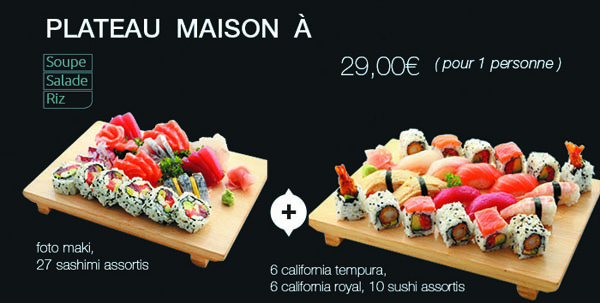 PLATEAU MAISON À
Soupe
Salade
Riz
29,00€ ( pour 1 personne )
+
foto maki,
27 sashimi assortis
6 california tempura,
6 california royal, 10 sushi assortis